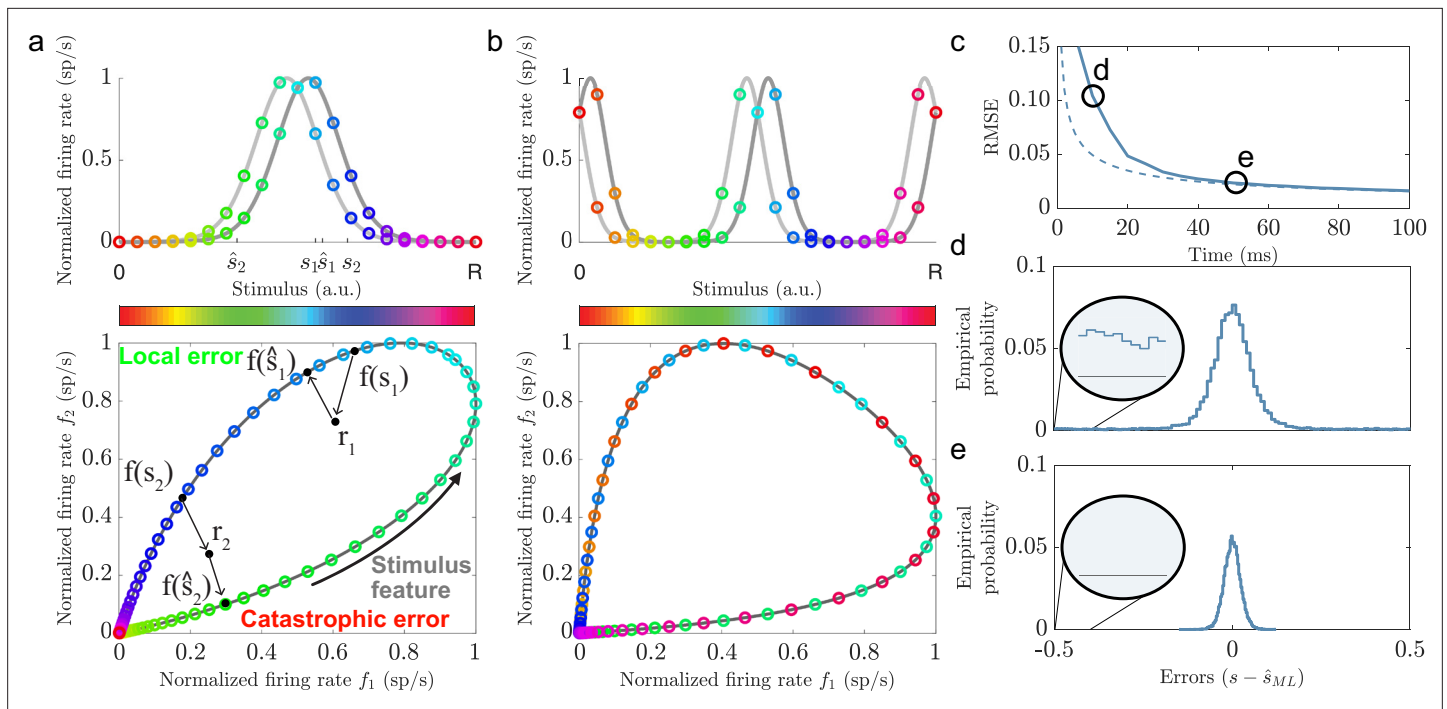 a
Normalized firing rate (sp/s)
1
0.5
0
0
ŝ₂
s₁
ŝ₁
s₂
R
Stimulus (a.u.)
Local error
f(ŝ₁)
f(s₁)
r₁
f(s₂)
r₂
f(ŝ₂)
Stimulus
feature
Catastrophic error
Normalized firing rate f₂ (sp/s)
1
0.8
0.6
0.4
0.2
0
0
0.2
0.4
0.6
0.8
1
Normalized firing rate f₁ (sp/s)
b
Normalized firing rate (sp/s)
1
0.5
0
0
R
Stimulus (a.u.)
Normalized firing rate f₂ (sp/s)
1
0.8
0.6
0.4
0.2
0
0
0.2
0.4
0.6
0.8
1
Normalized firing rate f₁ (sp/s)
c
RMSE
0.15
0.10
0.05
0
d
e
0
20
40
60
80
100
Time (ms)
d
Empirical
probability
0.1
0.05
0
e
Empirical
probability
0.1
0.05
0
-0.5
0
0.5
Errors (s − ŝ_ML)